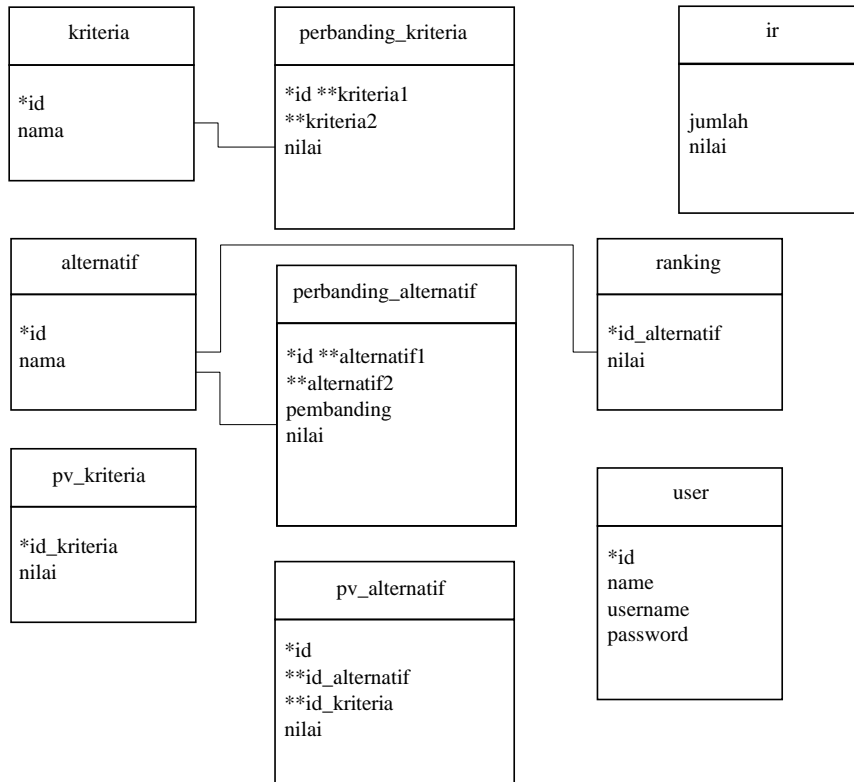 kriteria
*id
nama
perbanding_kriteria
*id **kriteria1
**kriteria2
nilai
ir
jumlah
nilai
alternatif
*id
nama
perbanding_alternatif
*id **alternatif1
**alternatif2
pembanding
nilai
ranking
*id_alternatif
nilai
pv_kriteria
*id_kriteria
nilai
pv_alternatif
*id
**id_alternatif
**id_kriteria
nilai
user
*id
name
username
password